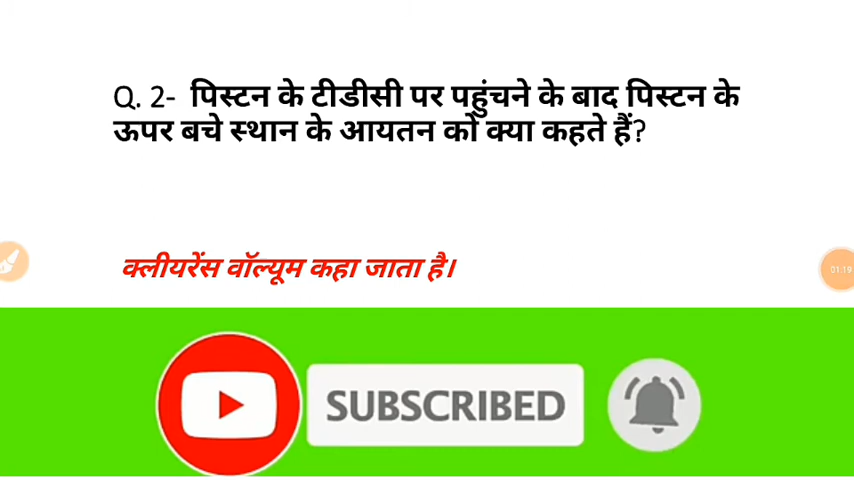 Q. 2- पिस्टन के टीडीसी पर पहुंचने के बाद पिस्टन के
ऊपर बचे स्थान के आयतन को क्या कहते हैं?
क्लीयरेंस वॉल्यूम कहा जाता है।
01:19
SUBSCRIBED